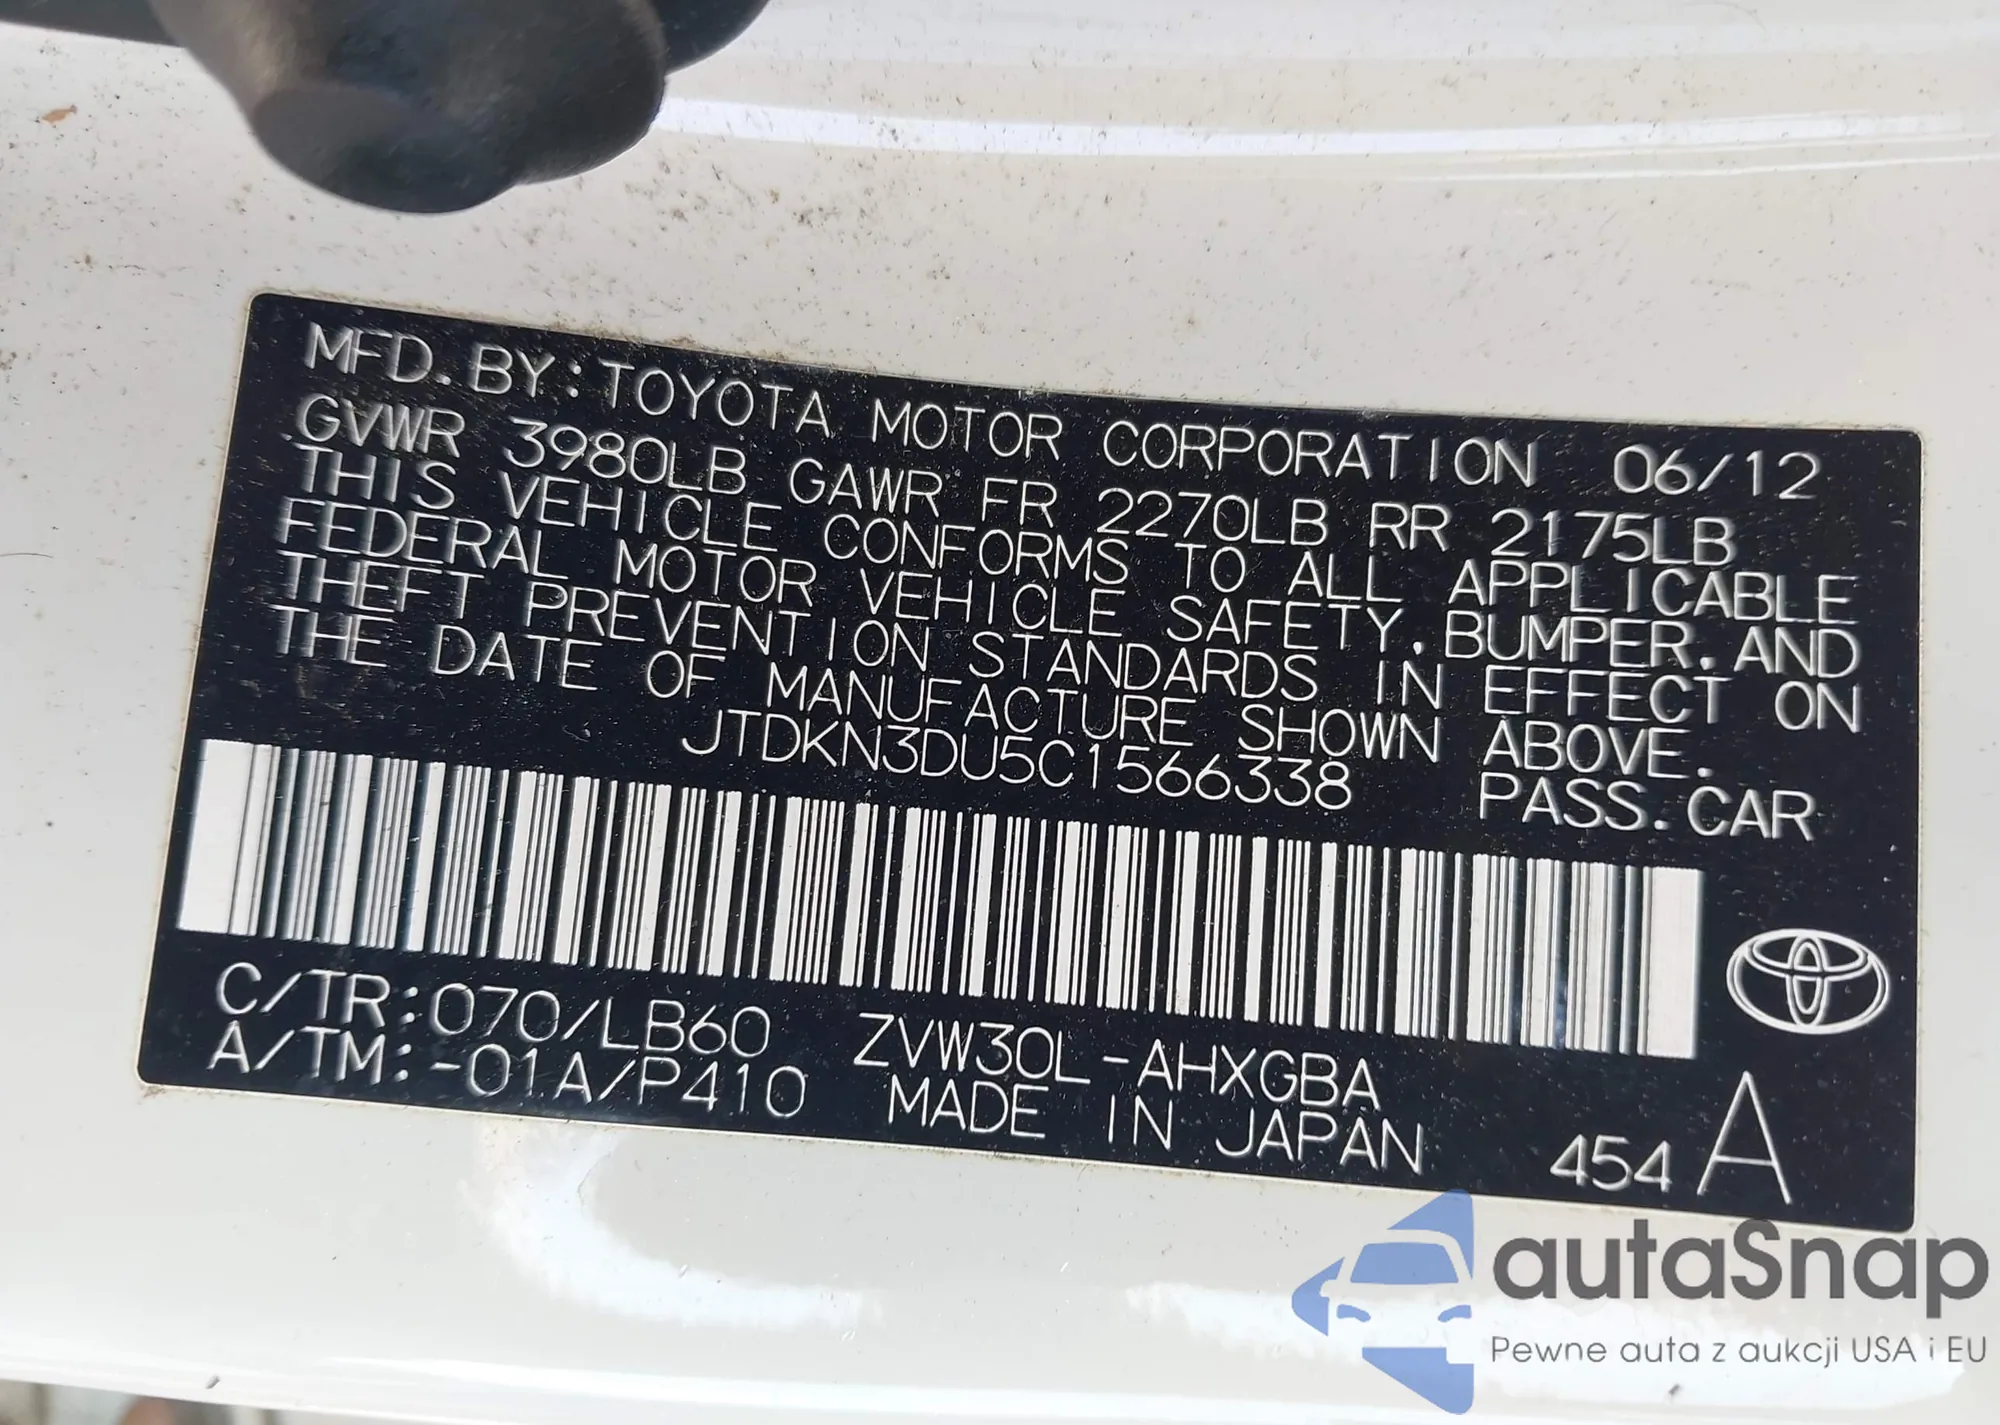 MFD. BY: TOYOTA MOTOR CORPORATION 06/12
GVWR 3980LB GAWR FR 2270LB RR 2175LB
THIS VEHICLE CONFORMS TO ALL APPLICABLE
FEDERAL MOTOR VEHICLE SAFETY, BUMPER, AND
THEFT PREVENTION STANDARDS IN EFFECT ON
THE DATE OF MANUFACTURE SHOWN ABOVE.
JTDKN3DU5C1566338 PASS. CAR
C/TR:070/LB60 ZVW30L-AHXGBA
A/TM:-01A/P410 MADE IN JAPAN 454 A
autaSnap
Pewne auta z aukcji USA i EU